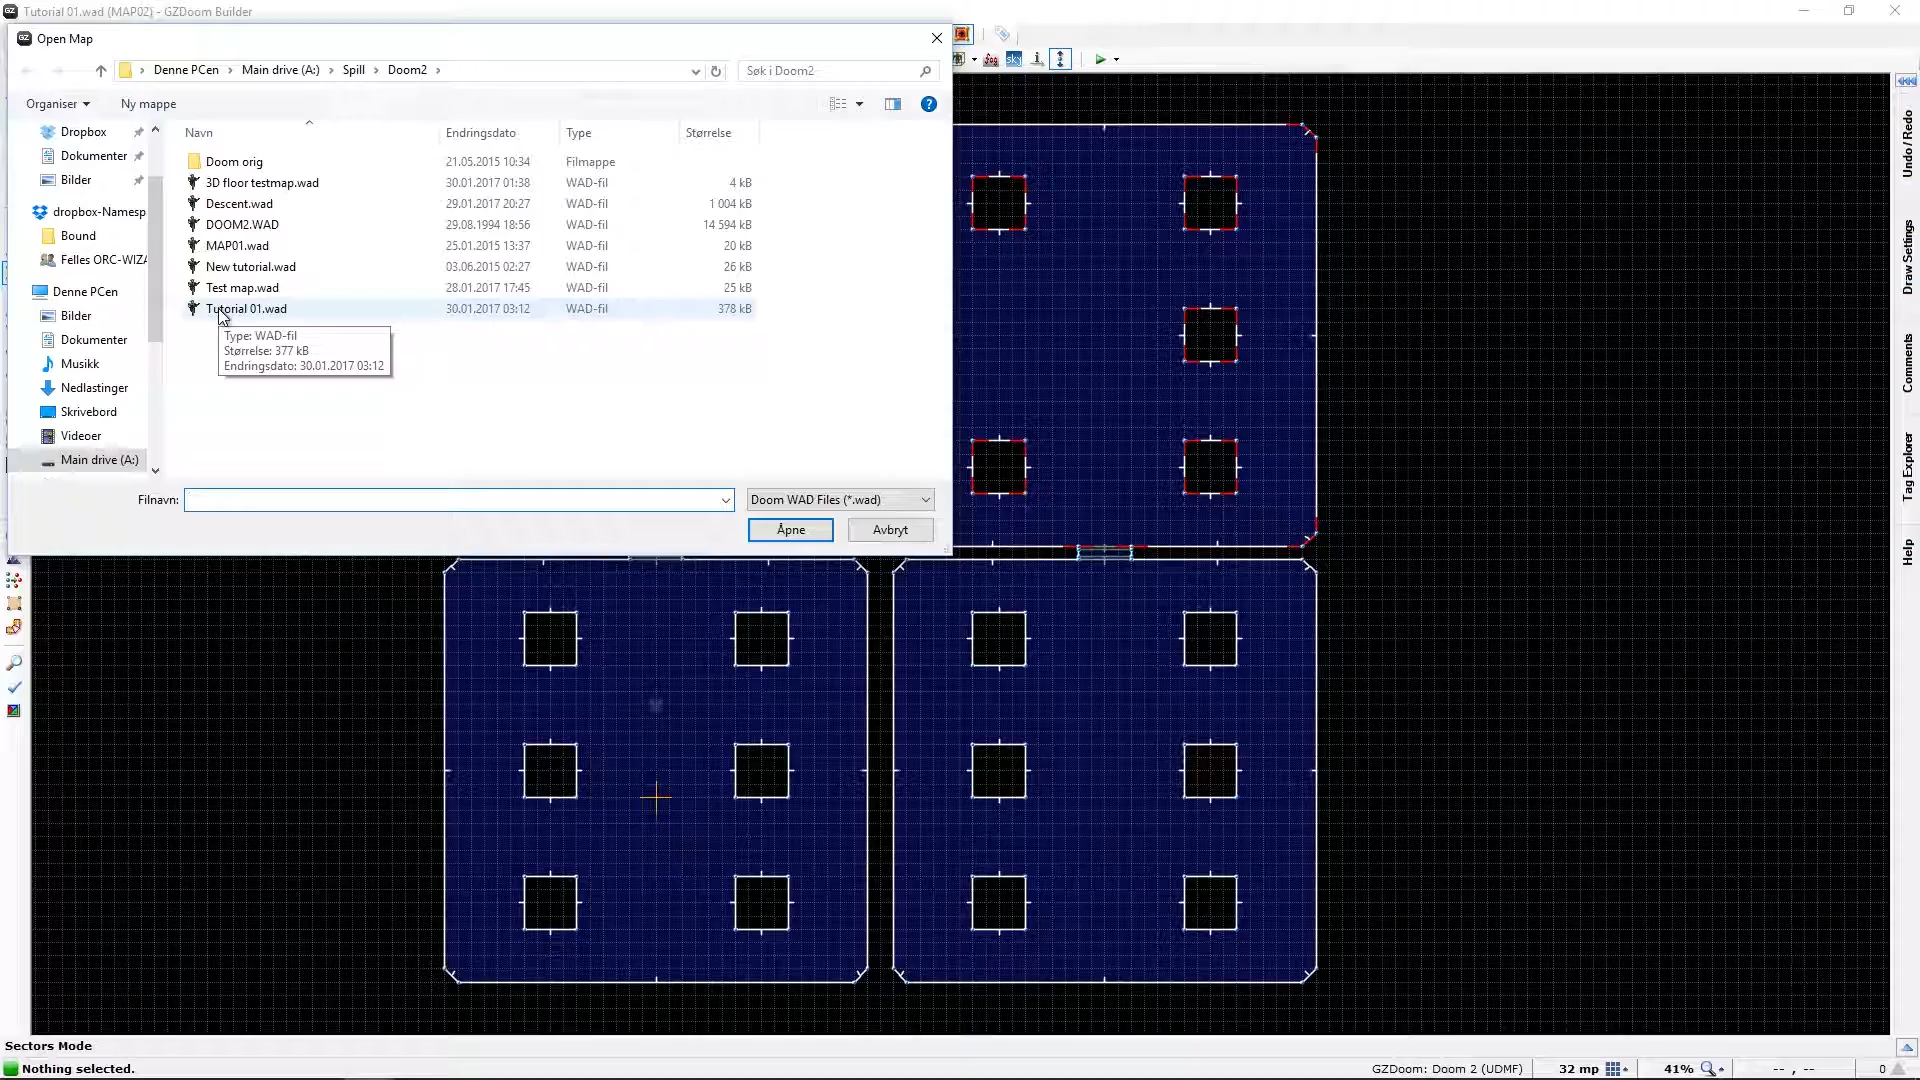 Tutorial 01.wad (MAP02) - GZDoom Builder
Open Map
Denne PCen
Main drive (A:)
Spill
Doom2
Søk i Doom2
Organiser
Ny mappe
Navn
Endringsdato
Type
Størrelse
Dropbox
Dokumenter
Bilder
dropbox-Namesp
Bound
Felles ORC-WIZA
Denne PCen
Bilder
Dokumenter
Musikk
Nedlastinger
Skrivebord
Videoer
Main drive (A:)
Doom orig 21.05.2015 10:34 Filmappe
3D floor testmap.wad 30.01.2017 01:38 WAD-fil 4 kB
Descent.wad 29.01.2017 20:27 WAD-fil 1 004 kB
DOOM2.WAD 29.08.1994 18:56 WAD-fil 14 594 kB
MAP01.wad 25.01.2015 13:37 WAD-fil 20 kB
New tutorial.wad 03.06.2015 02:27 WAD-fil 26 kB
Test map.wad 28.01.2017 17:45 WAD-fil 25 kB
Tutorial 01.wad 30.01.2017 03:12 WAD-fil 378 kB
Type: WAD-fil
Størrelse: 377 kB
Endringsdato: 30.01.2017 03:12
Filnavn:
Doom WAD Files (*.wad)
Åpne
Avbryt
Undo / Redo
Draw Settings
Comments
Tag Explorer
Help
Sectors Mode
Nothing selected.
GZDoom: Doom 2 (UDMF)
32 mp
41%
-- , --
0